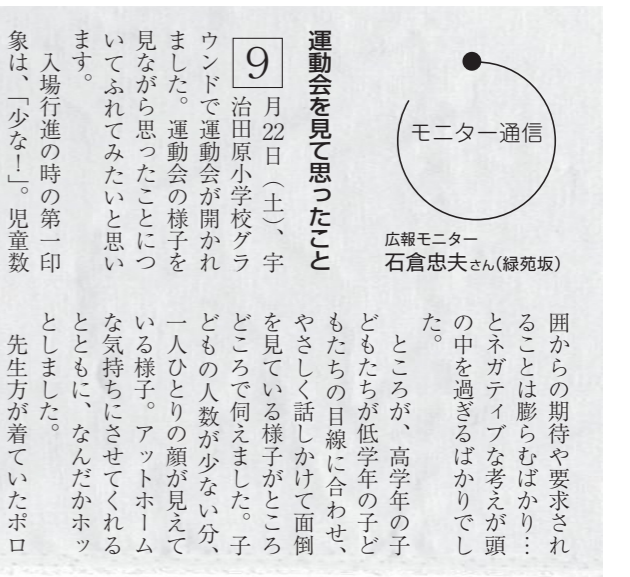 モニター通信
広報モニター
石倉忠夫さん(緑苑坂)
運動会を見て思ったこと
9月22日(土)、宇
治田原小学校グラ
ウンドで運動会が開かれ
ました。運動会の様子を
見ながら思ったことにつ
いてふれてみたいと思い
ます。
入場行進の時の第一印
象は、「少な!」。児童数
囲からの期待や要求され
ることは膨らむばかり…
とネガティブな考えが頭
の中を過ぎるばかりでし
た。
ところが、高学年の子
どもたちが低学年の子ど
もたちの目線に合わせ、
やさしく話しかけて面倒
を見ている様子がところ
どころで伺えました。子
どもの人数が少ない分、
一人ひとりの顔が見えて
いる様子。アットホーム
な気持ちにさせてくれる
とともに、なんだかホッ
としました。
先生方が着ていたポロ